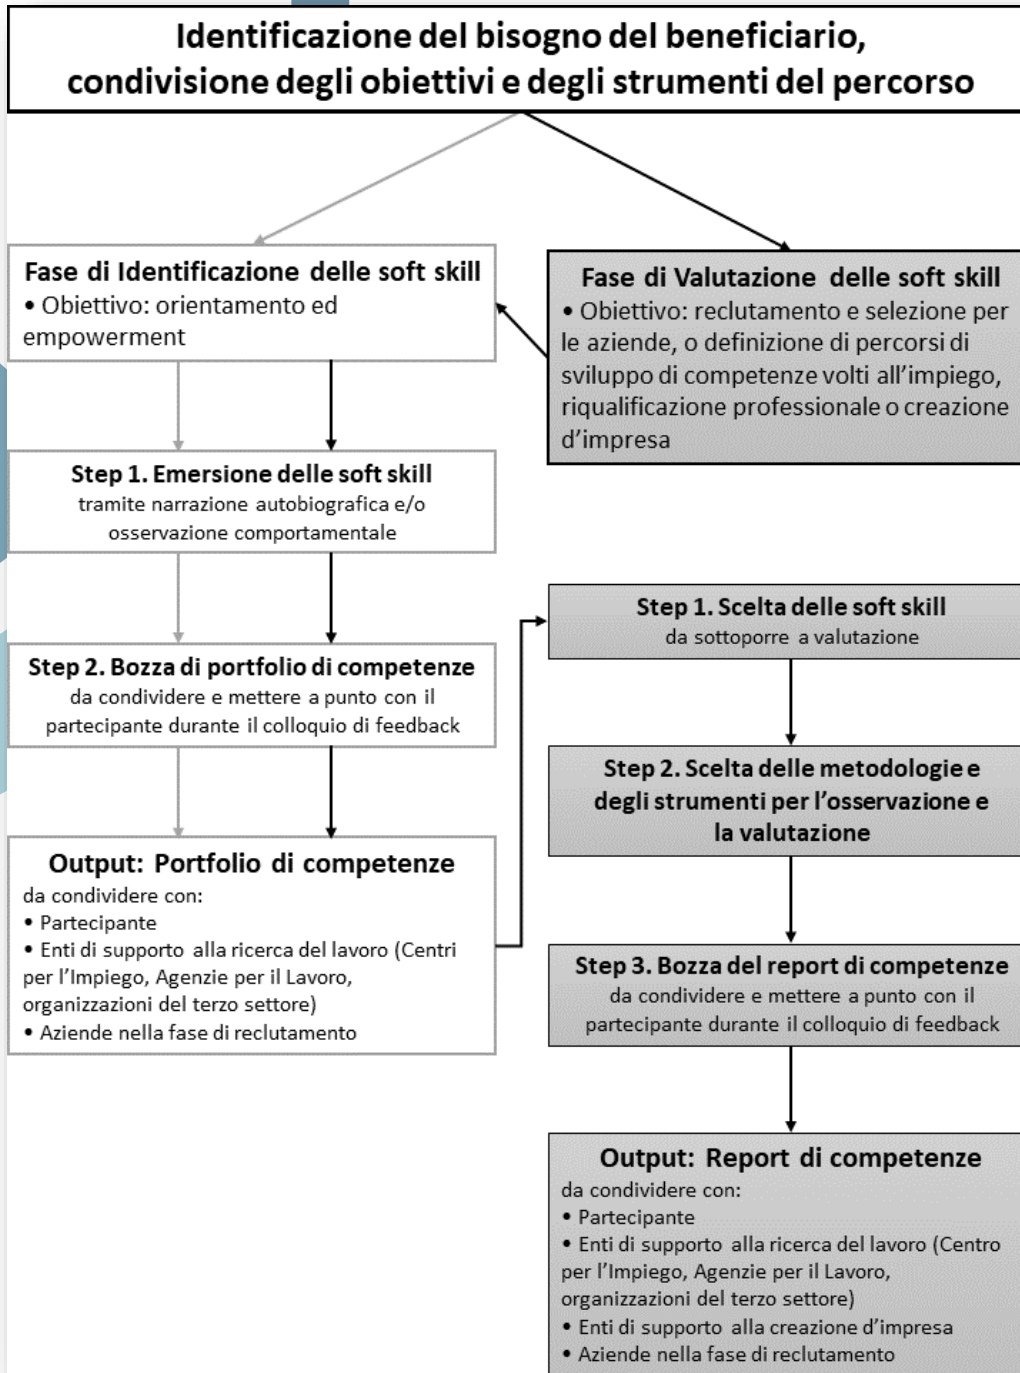 Identificazione del bisogno del beneficiario,
condivisione degli obiettivi e degli strumenti del percorso
Fase di Identificazione delle soft skill
• Obiettivo: orientamento ed
empowerment
Fase di Valutazione delle soft skill
• Obiettivo: reclutamento e selezione per
le aziende, o definizione di percorsi di
sviluppo di competenze volti all’impiego,
riqualificazione professionale o creazione
d’impresa
Step 1. Emersione delle soft skill
tramite narrazione autobiografica e/o
osservazione comportamentale
Step 2. Bozza di portfolio di competenze
da condividere e mettere a punto con il
partecipante durante il colloquio di feedback
Output: Portfolio di competenze
da condividere con:
• Partecipante
• Enti di supporto alla ricerca del lavoro (Centri
per l’Impiego, Agenzie per il Lavoro,
organizzazioni del terzo settore)
• Aziende nella fase di reclutamento
Step 1. Scelta delle soft skill
da sottoporre a valutazione
Step 2. Scelta delle metodologie e
degli strumenti per l’osservazione e
la valutazione
Step 3. Bozza del report di competenze
da condividere e mettere a punto con il
partecipante durante il colloquio di feedback
Output: Report di competenze
da condividere con:
• Partecipante
• Enti di supporto alla ricerca del lavoro (Centro
per l’Impiego, Agenzie per il Lavoro,
organizzazioni del terzo settore)
• Enti di supporto alla creazione d’impresa
• Aziende nella fase di reclutamento